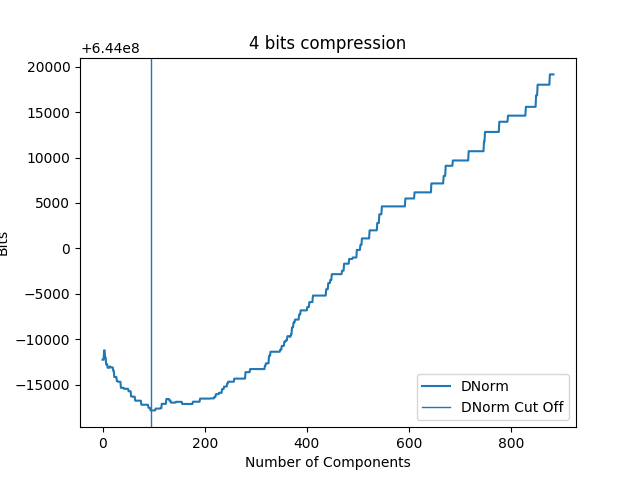 4 bits compression
+6.44e8
20000
15000
10000
5000
0
−5000
−10000
−15000
Bits
0 200 400 600 800
Number of Components
DNorm
DNorm Cut Off